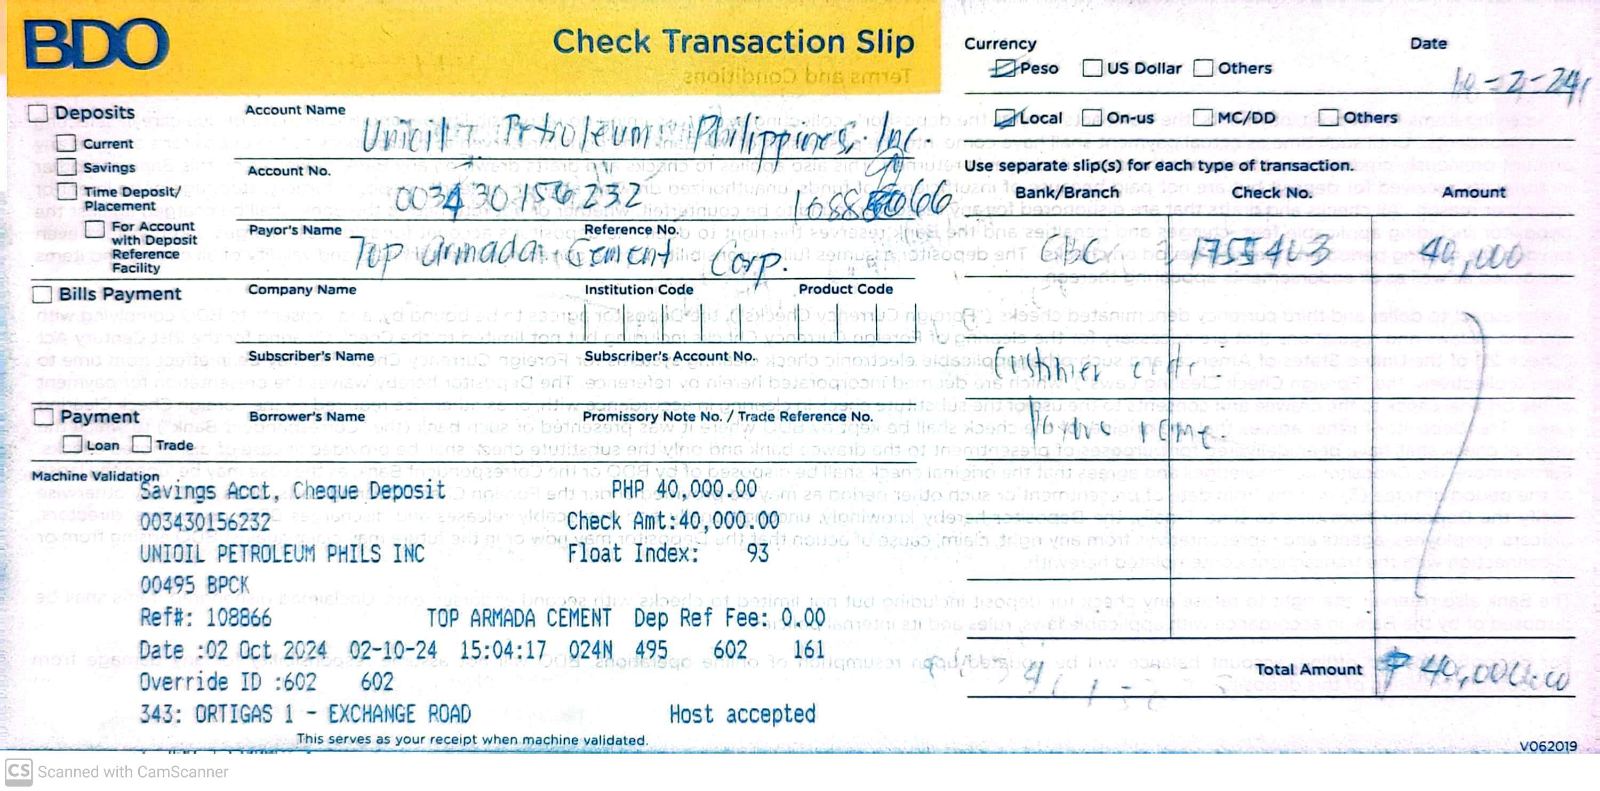 BDO
Check Transaction Slip
Currency
Date
Peso US Dollar Others
10-2-24
Local On-us MC/DD Others
Use separate slip(s) for each type of transaction.
Bank/Branch Check No. Amount
CBC 40,000
Deposits
Current
Savings
Time Deposit/
Placement
For Account
with Deposit
Reference
Facility
Account Name
Unioil Petroleum Philippines, Inc.
Account No.
003430156232
Payor's Name Reference No.
Top Armada Cement Corp.
Bills Payment
Company Name Institution Code Product Code
Subscriber's Name Subscriber's Account No.
Payment
Loan Trade
Borrower's Name Promissory Note No. / Trade Reference No.
Machine Validation
Savings Acct, Cheque Deposit PHP 40,000.00
003430156232 Check Amt:40,000.00
UNIOIL PETROLEUM PHILS INC Float Index: 93
00495 BPCK
Ref#: 108866 TOP ARMADA CEMENT Dep Ref Fee: 0.00
Date :02 Oct 2024 02-10-24 15:04:17 024N 495 602 161
Override ID :602 602
343: ORTIGAS 1 - EXCHANGE ROAD Host accepted
This serves as your receipt when machine validated.
Total Amount ₱ 40,000.00
V062019
CS Scanned with CamScanner